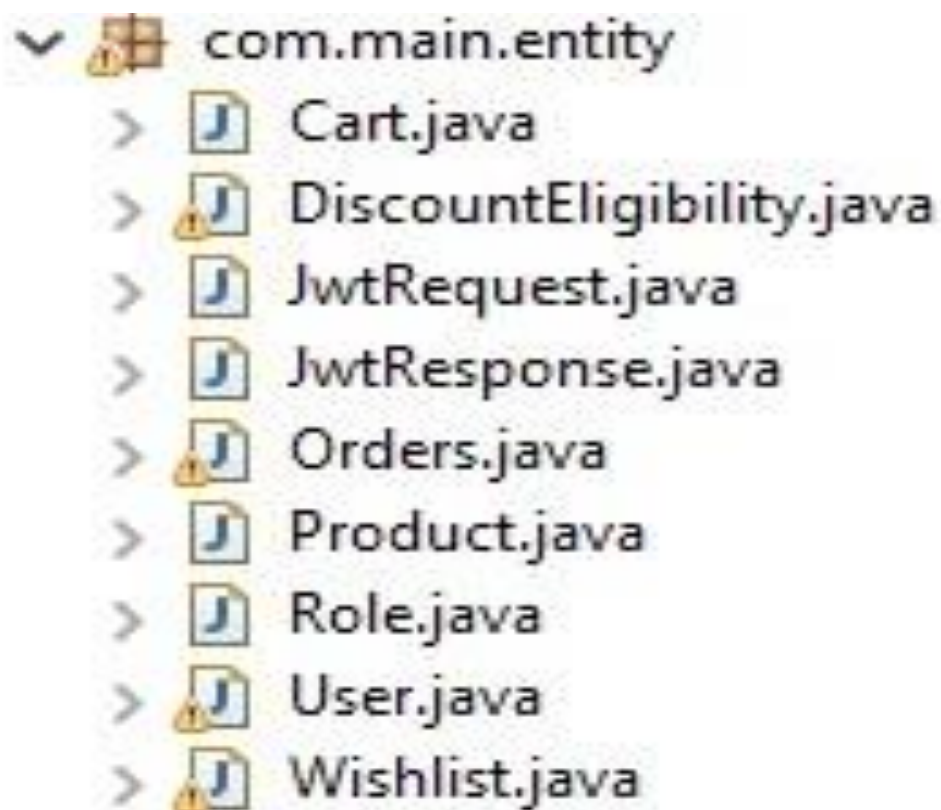 com.main.entity
Cart.java
DiscountEligibility.java
JwtRequest.java
JwtResponse.java
Orders.java
Product.java
Role.java
User.java
Wishlist.java